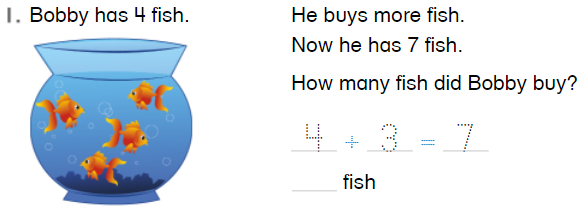 1. Bobby has 4 fish.
He buys more fish.
Now he has 7 fish.
How many fish did Bobby buy?
4 + 3 = 7
____ fish